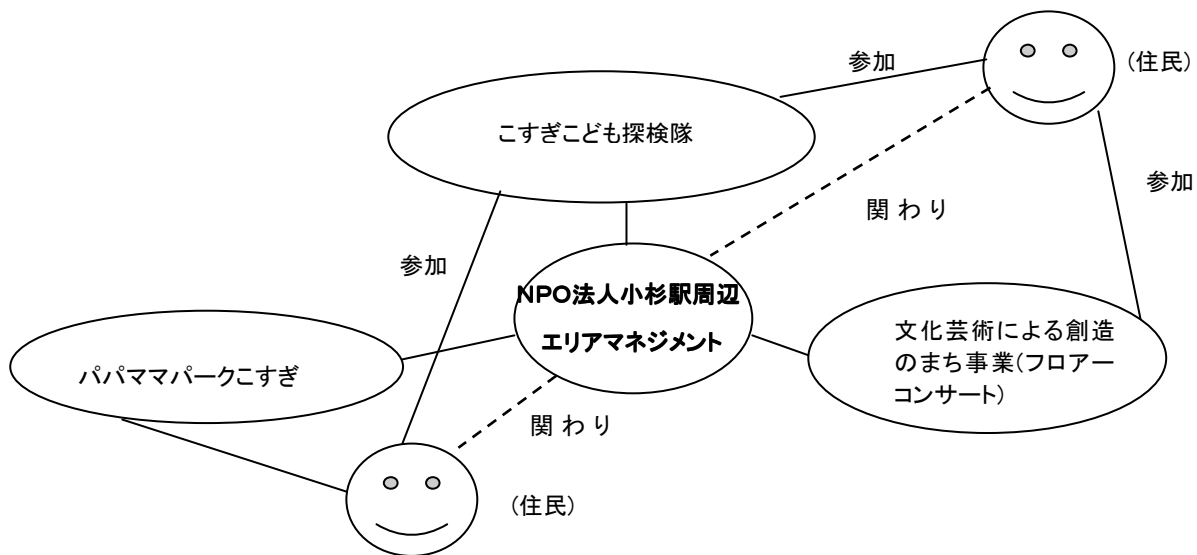 参加
(住民)
こすぎこども探検隊
参加
関わり
参加
NPO法人小杉駅周辺
エリアマネジメント
文化芸術による創造
のまち事業(フロアー
コンサート)
パパママパークこすぎ
関わり
(住民)